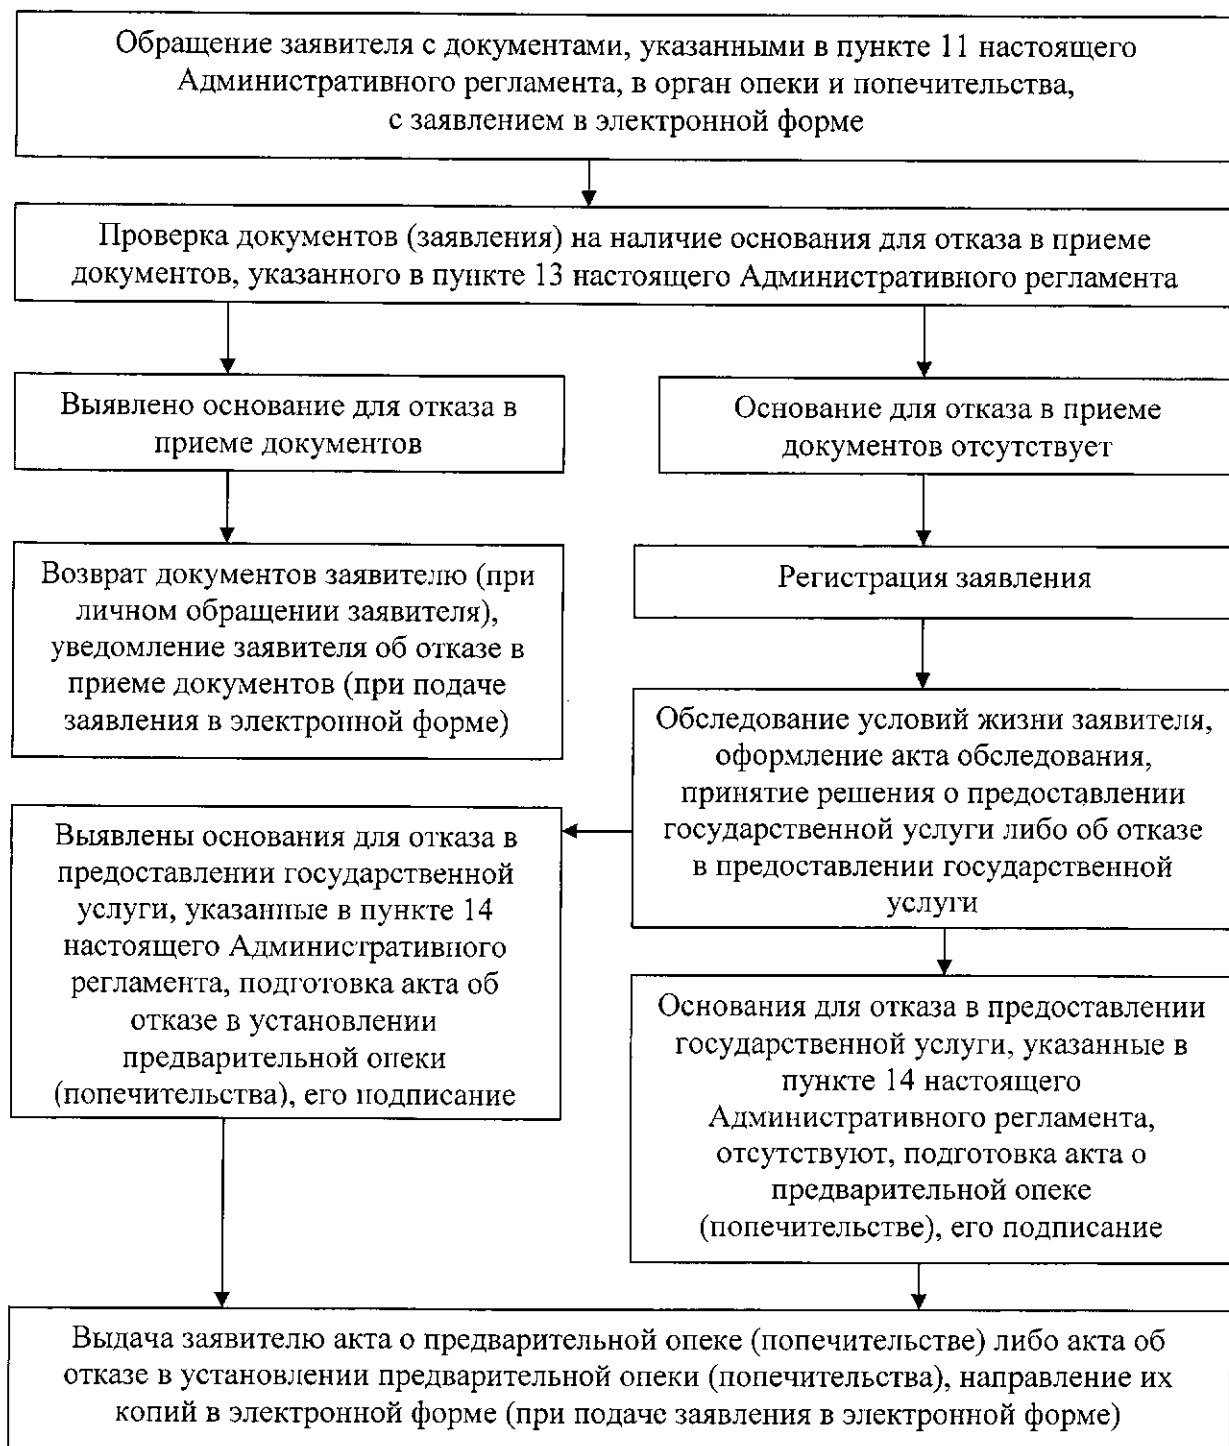 Обращение заявителя с документами, указанными в пункте 11 настоящего
Административного регламента, в орган опеки и попечительства,
с заявлением в электронной форме
Проверка документов (заявления) на наличие основания для отказа в приеме
документов, указанного в пункте 13 настоящего Административного регламента
Выявлено основание для отказа в
приеме документов
Основание для отказа в приеме
документов отсутствует
Возврат документов заявителю (при
личном обращении заявителя),
уведомление заявителя об отказе в
приеме документов (при подаче
заявления в электронной форме)
Регистрация заявления
Обследование условий жизни заявителя,
оформление акта обследования,
принятие решения о предоставлении
государственной услуги либо об отказе
в предоставлении государственной
услуги
Выявлены основания для отказа в
предоставлении государственной
услуги, указанные в пункте 14
настоящего Административного
регламента, подготовка акта об
отказе в установлении
предварительной опеки
(попечительства), его подписание
Основания для отказа в предоставлении
государственной услуги, указанные в
пункте 14 настоящего
Административного регламента,
отсутствуют, подготовка акта о
предварительной опеке
(попечительстве), его подписание
Выдача заявителю акта о предварительной опеке (попечительстве) либо акта об
отказе в установлении предварительной опеки (попечительства), направление их
копий в электронной форме (при подаче заявления в электронной форме)